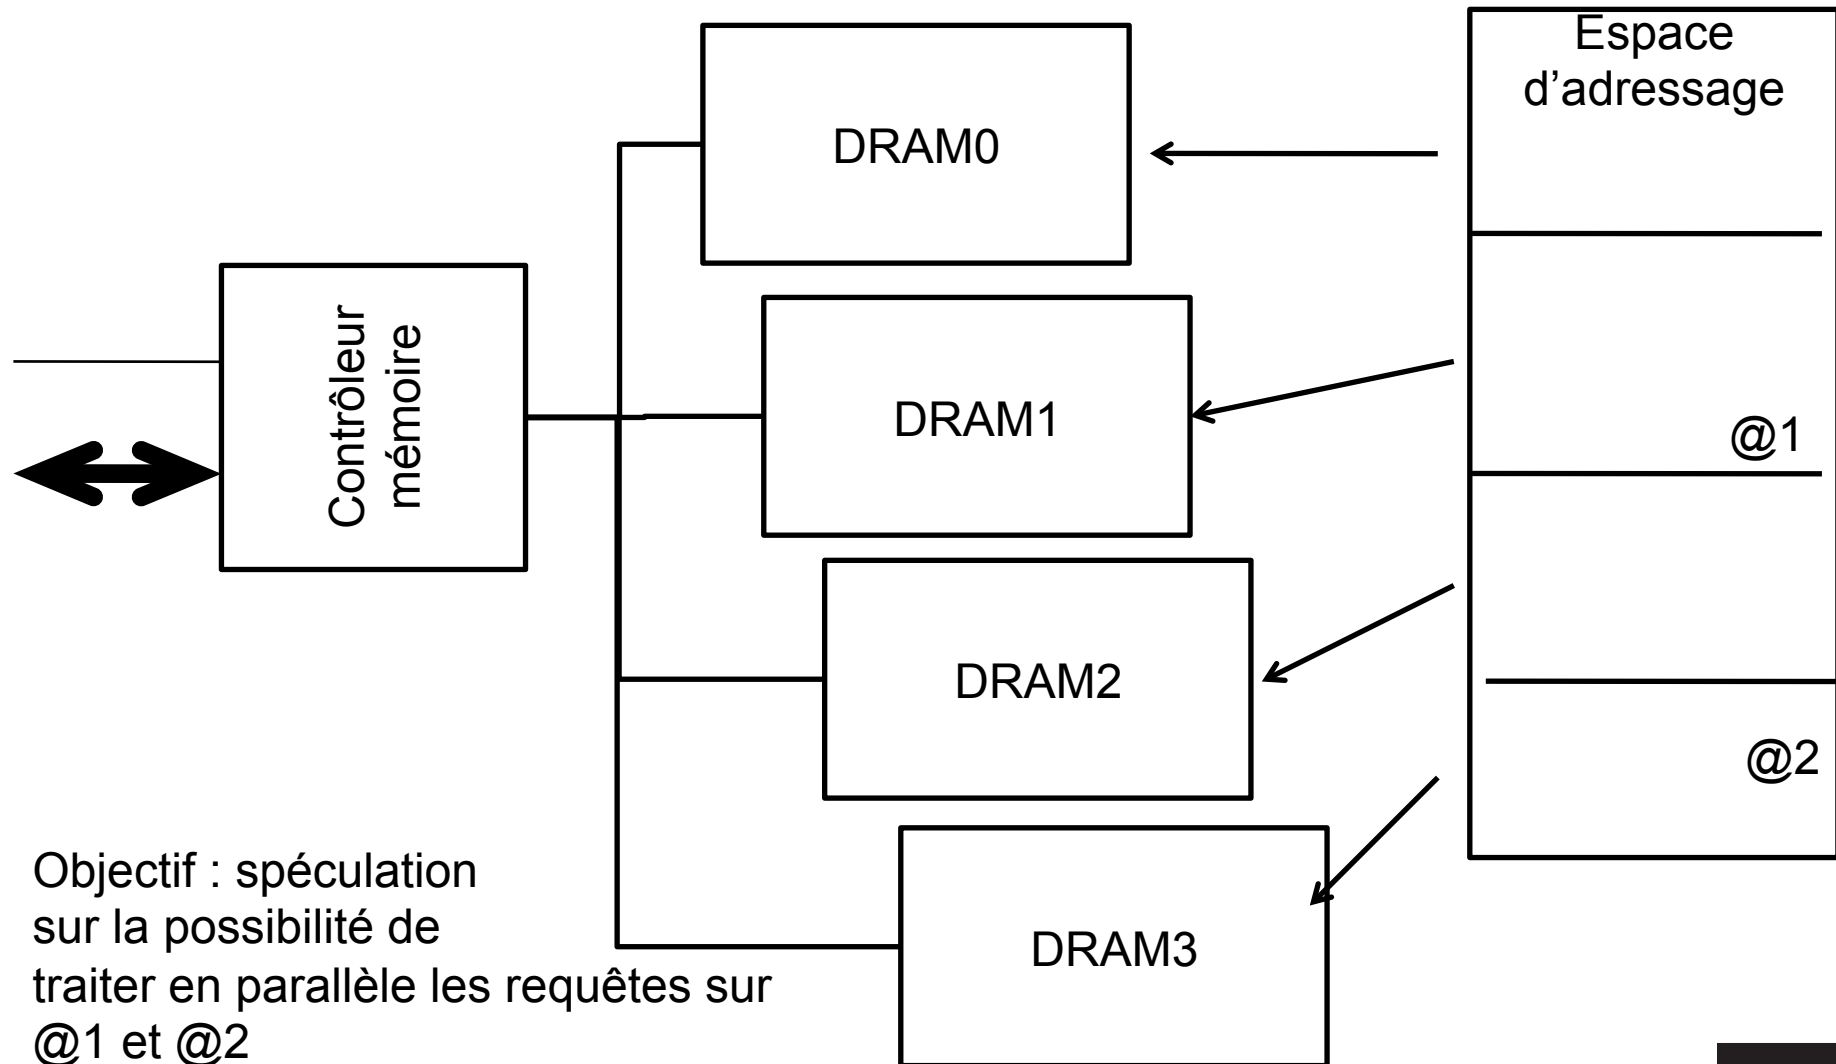 Espace
d’adressage
DRAM0
Contrôleur
mémoire
DRAM1
@1
DRAM2
@2
DRAM3
Objectif : spéculation
sur la possibilité de
traiter en parallèle les requêtes sur
@1 et @2